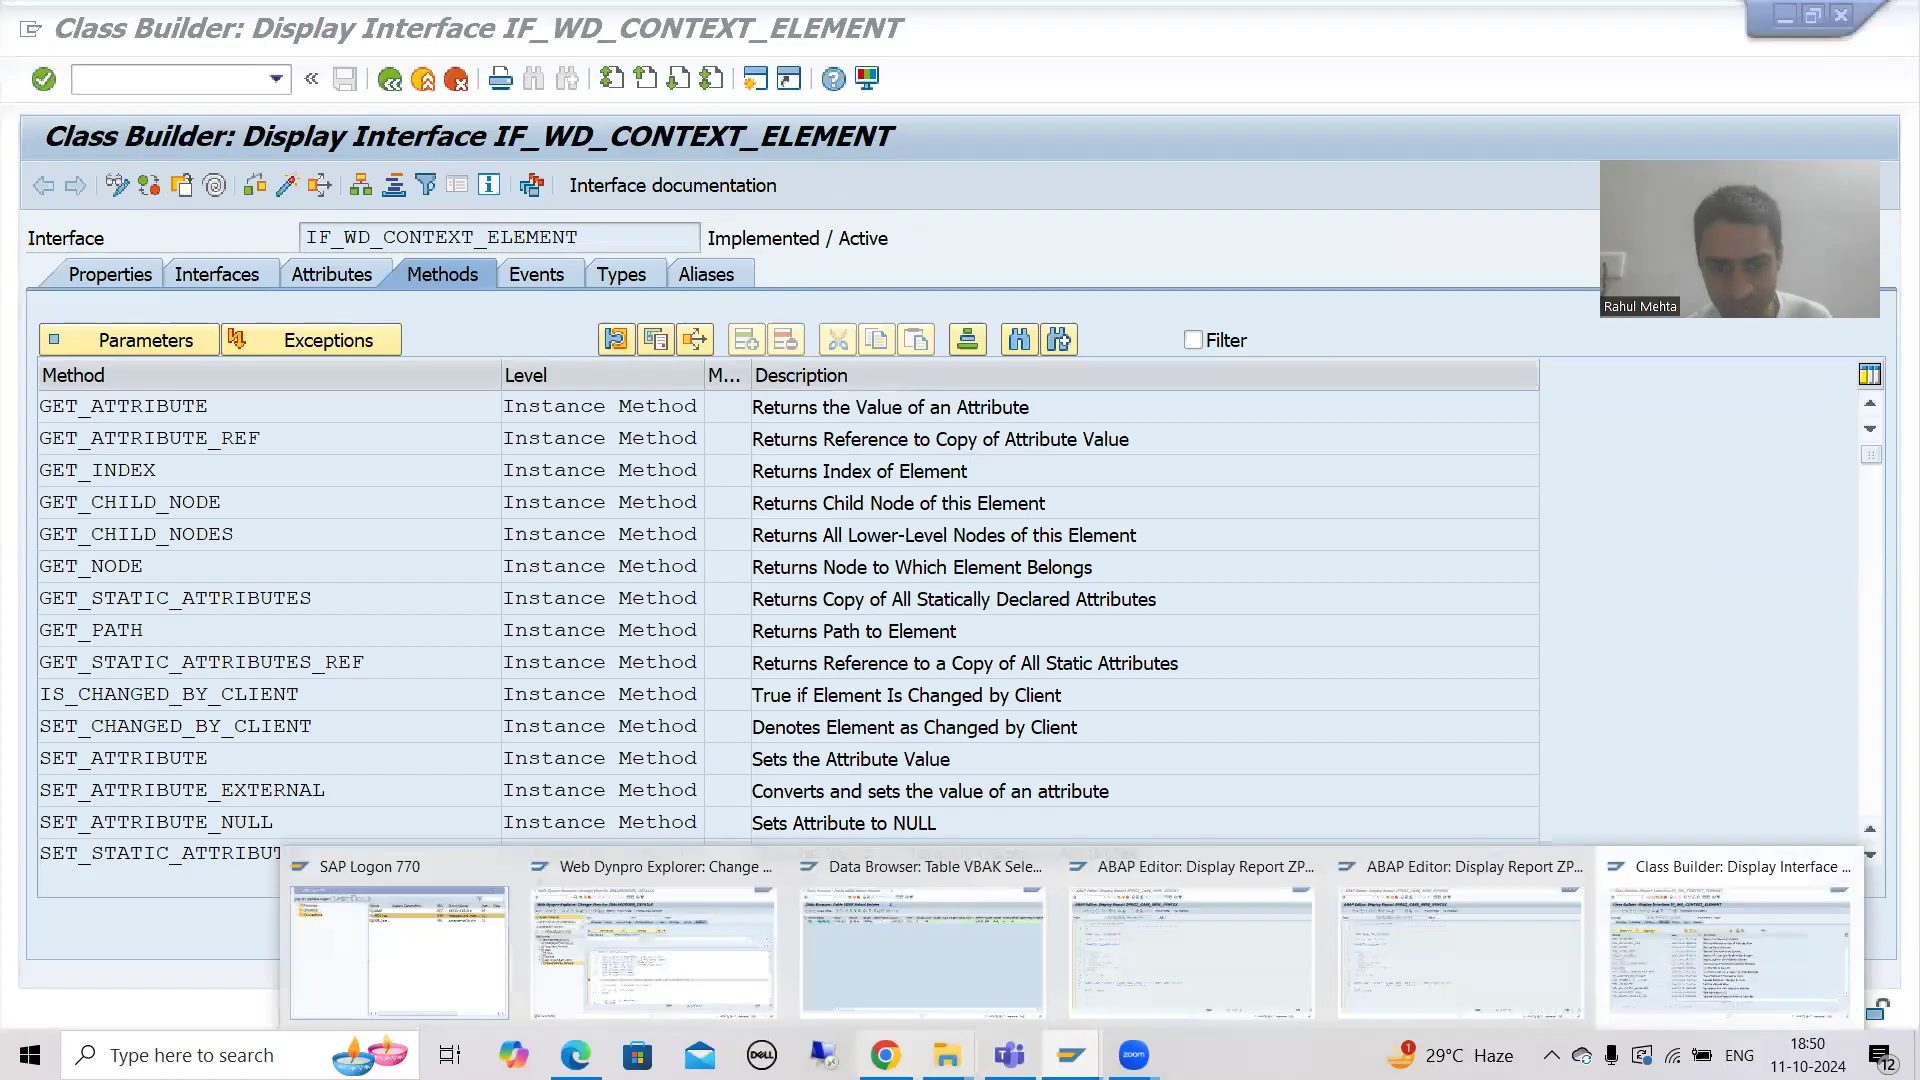 Class Builder: Display Interface IF_WD_CONTEXT_ELEMENT
Class Builder: Display Interface IF_WD_CONTEXT_ELEMENT
Interface documentation
Interface IF_WD_CONTEXT_ELEMENT Implemented / Active
Properties Interfaces Attributes Methods Events Types Aliases
Rahul Mehta
Parameters Exceptions Filter
Method Level M... Description
GET_ATTRIBUTE Instance Method Returns the Value of an Attribute
GET_ATTRIBUTE_REF Instance Method Returns Reference to Copy of Attribute Value
GET_INDEX Instance Method Returns Index of Element
GET_CHILD_NODE Instance Method Returns Child Node of this Element
GET_CHILD_NODES Instance Method Returns All Lower-Level Nodes of this Element
GET_NODE Instance Method Returns Node to Which Element Belongs
GET_STATIC_ATTRIBUTES Instance Method Returns Copy of All Statically Declared Attributes
GET_PATH Instance Method Returns Path to Element
GET_STATIC_ATTRIBUTES_REF Instance Method Returns Reference to a Copy of All Static Attributes
IS_CHANGED_BY_CLIENT Instance Method True if Element Is Changed by Client
SET_CHANGED_BY_CLIENT Instance Method Denotes Element as Changed by Client
SET_ATTRIBUTE Instance Method Sets the Attribute Value
SET_ATTRIBUTE_EXTERNAL Instance Method Converts and sets the value of an attribute
SET_ATTRIBUTE_NULL Instance Method Sets Attribute to NULL
SET_STATIC_ATTRIBUT
SAP Logon 770 Web Dynpro Explorer: Change ... Data Browser: Table VBAK Sele... ABAP Editor: Display Report ZP... ABAP Editor: Display Report ZP... Class Builder: Display Interface ...
Type here to search DELL zoom 1 29°C Haze ENG 18:50
11-10-2024 12